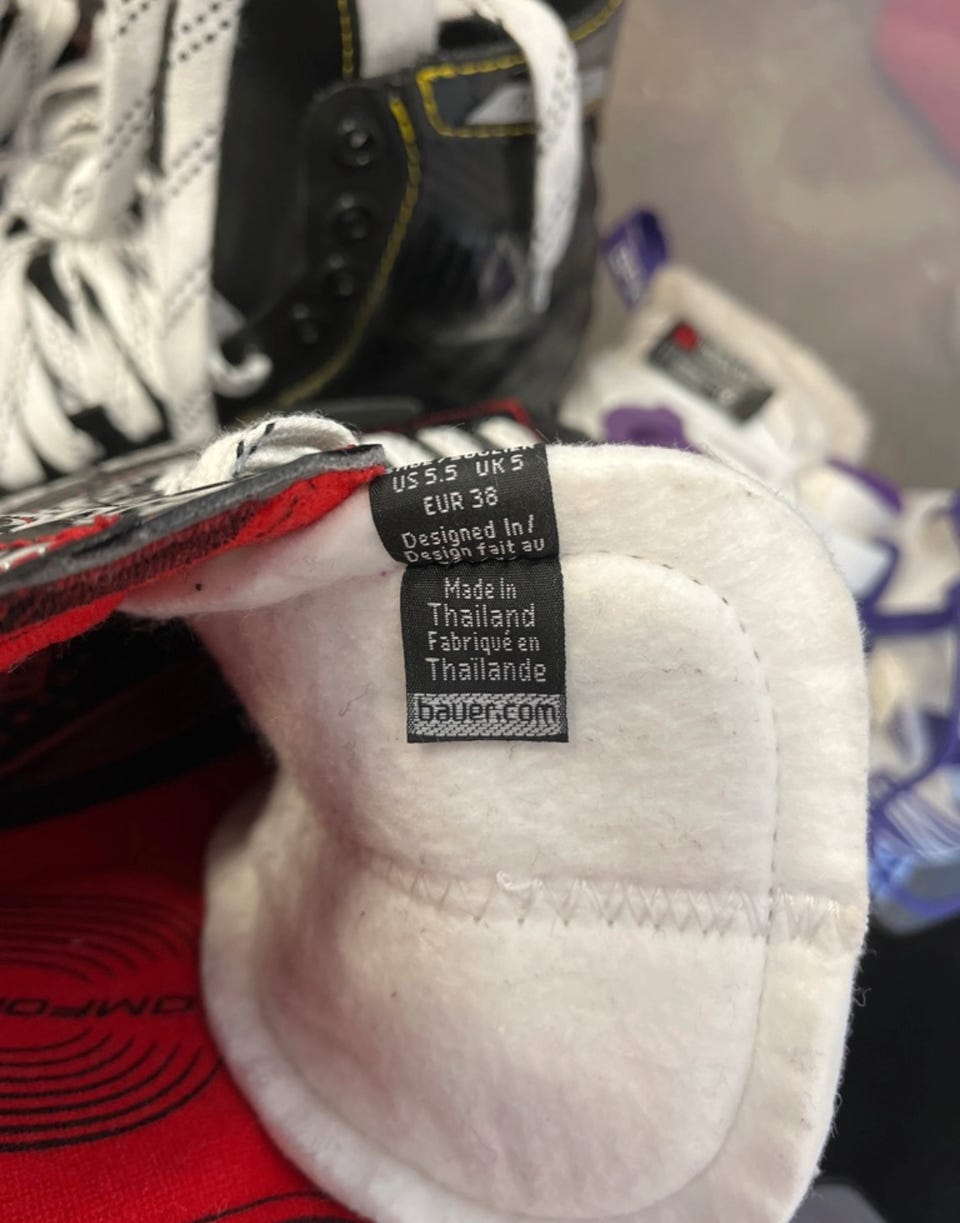 US 5.5 UK 5
EUR 38
Designed In/
Design fait au
Made In
Thailand
Fabriqué en
Thaïlande
bauer.com